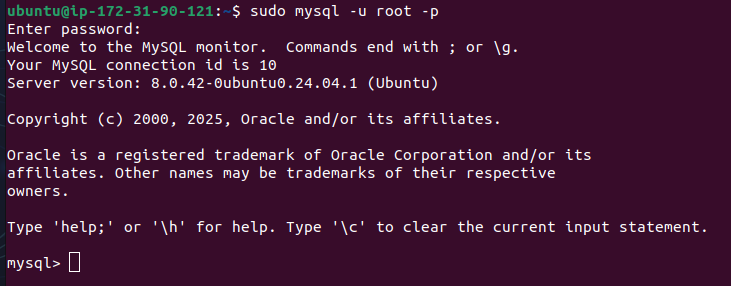 ubuntu@ip-172-31-90-121:~$ sudo mysql -u root -p
Enter password:
Welcome to the MySQL monitor.  Commands end with ; or \g.
Your MySQL connection id is 10
Server version: 8.0.42-0ubuntu0.24.04.1 (Ubuntu)

Copyright (c) 2000, 2025, Oracle and/or its affiliates.

Oracle is a registered trademark of Oracle Corporation and/or its
affiliates. Other names may be trademarks of their respective
owners.

Type 'help;' or '\h' for help. Type '\c' to clear the current input statement.

mysql>